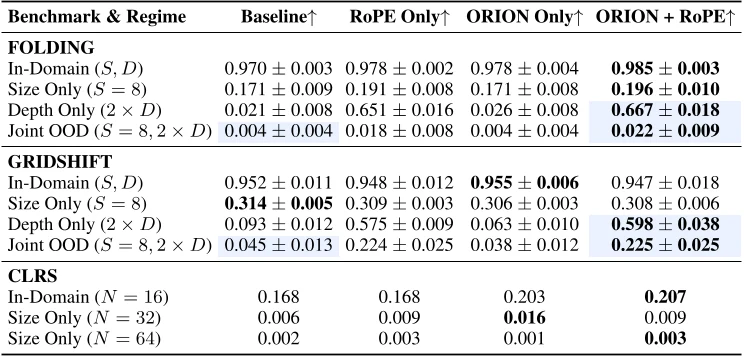 Benchmark & Regime Baseline↑ RoPE Only↑ ORION Only↑ ORION + RoPE↑
FOLDING
In-Domain (S, D) 0.970 ± 0.003 0.978 ± 0.002 0.978 ± 0.004 0.985 ± 0.003
Size Only (S = 8) 0.171 ± 0.009 0.191 ± 0.008 0.171 ± 0.008 0.196 ± 0.010
Depth Only (2 × D) 0.021 ± 0.008 0.651 ± 0.016 0.026 ± 0.008 0.667 ± 0.018
Joint OOD (S = 8, 2 × D) 0.004 ± 0.004 0.018 ± 0.008 0.004 ± 0.004 0.022 ± 0.009
GRIDSHIFT
In-Domain (S, D) 0.952 ± 0.011 0.948 ± 0.012 0.955 ± 0.006 0.947 ± 0.018
Size Only (S = 8) 0.314 ± 0.005 0.309 ± 0.003 0.306 ± 0.003 0.308 ± 0.006
Depth Only (2 × D) 0.093 ± 0.012 0.575 ± 0.009 0.063 ± 0.010 0.598 ± 0.038
Joint OOD (S = 8, 2 × D) 0.045 ± 0.013 0.224 ± 0.025 0.038 ± 0.012 0.225 ± 0.025
CLRS
In-Domain (N = 16) 0.168 0.168 0.203 0.207
Size Only (N = 32) 0.006 0.009 0.016 0.009
Size Only (N = 64) 0.002 0.003 0.001 0.003